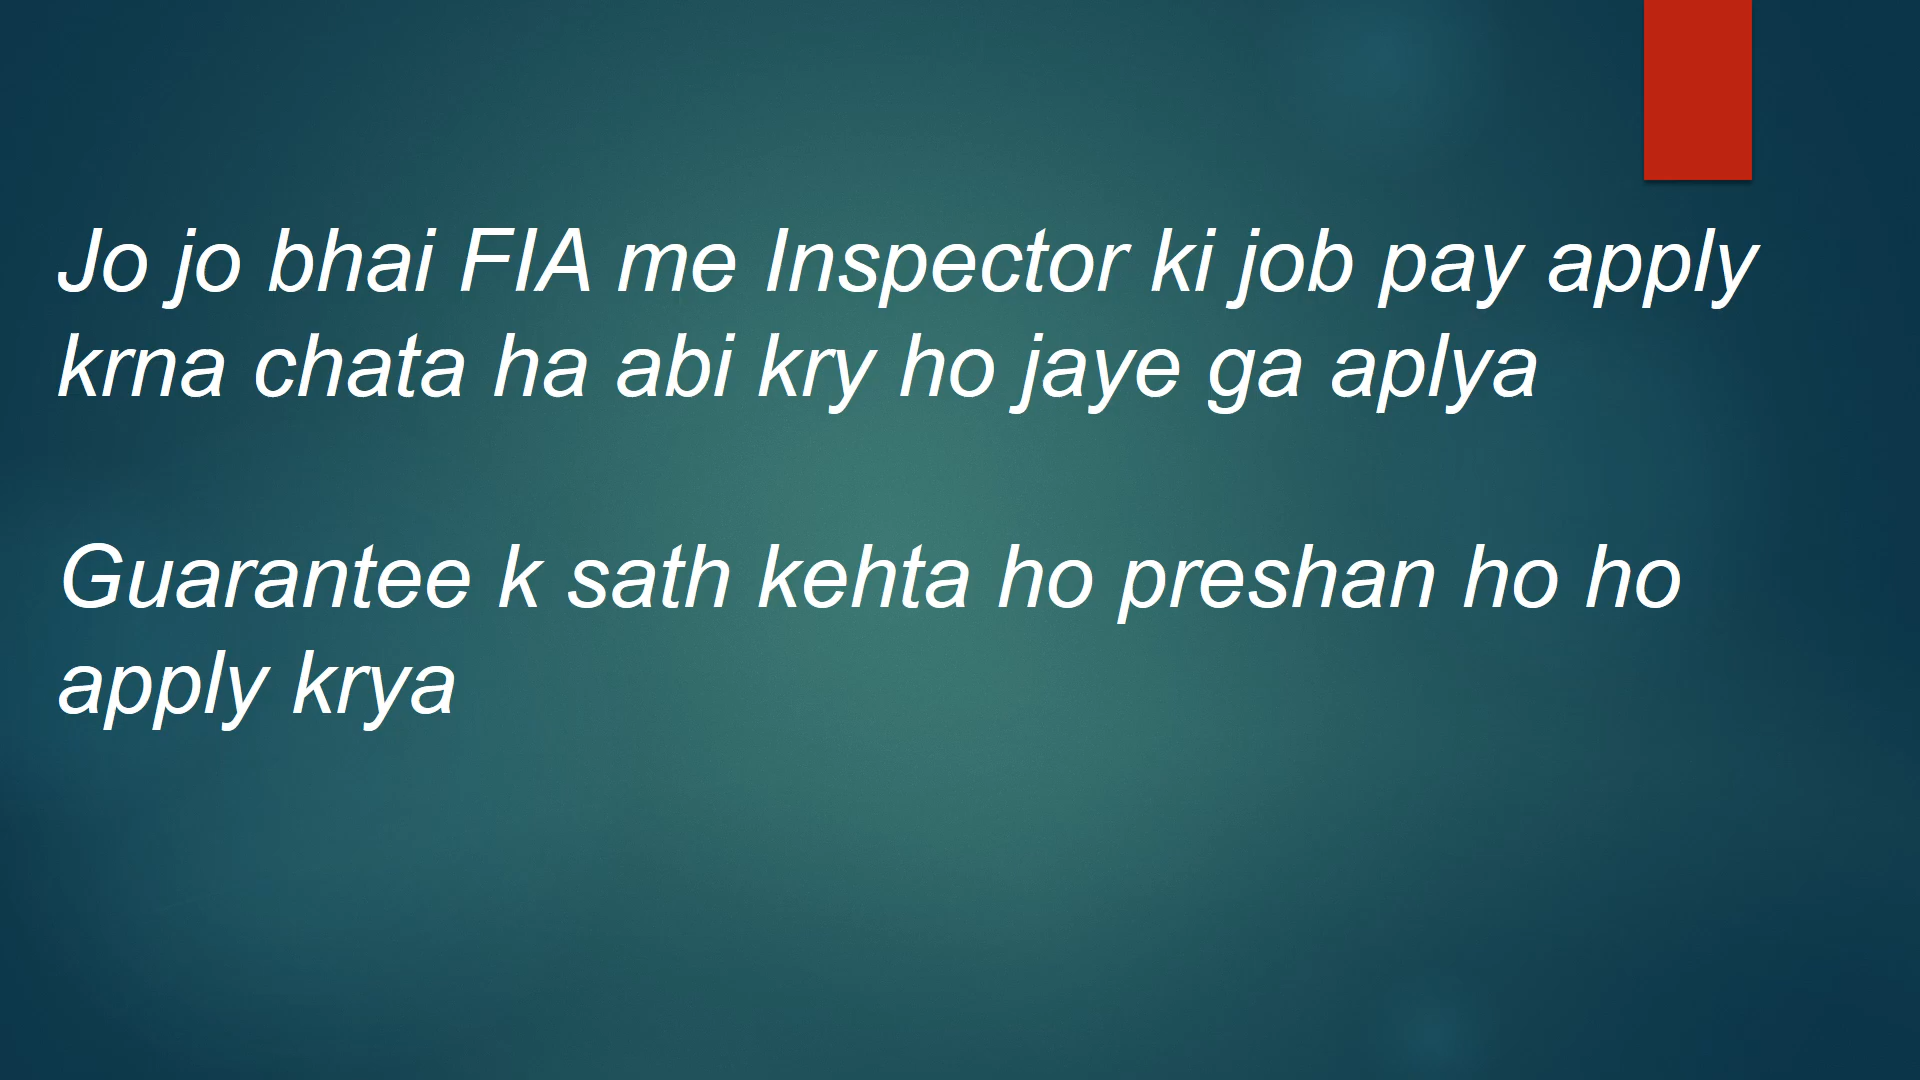 Jo jo bhai FIA me Inspector ki job pay apply
krna chata ha abi kry ho jaye ga aplya
Guarantee k sath kehta ho preshan ho ho
apply krya